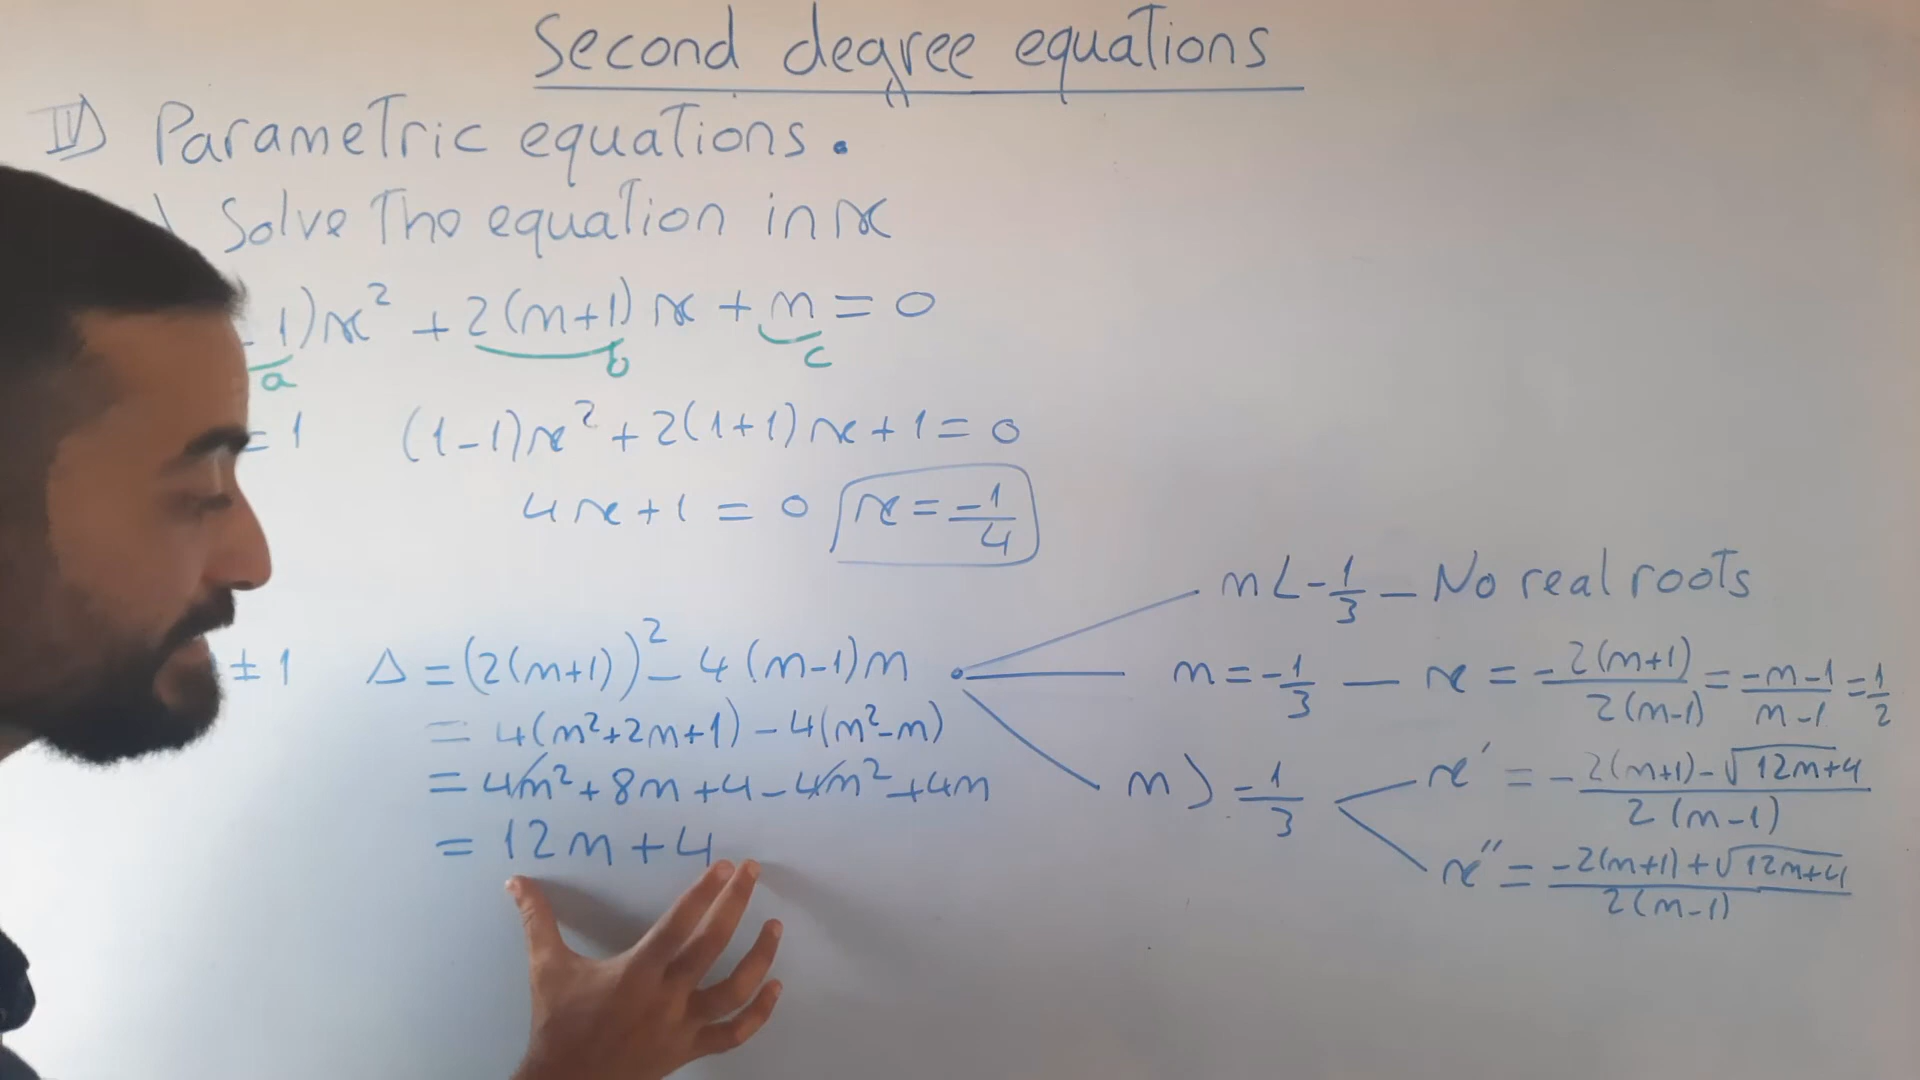 Second degree equations
IV) Parametric equations.
) Solve the equation in x
- 1)x² + 2(m+1)x + m = 0
a b c
= 1 (1-1)x² + 2(1+1)x + 1 = 0
4x + 1 = 0 x = -1/4
m < -1/3 — No real roots
≠ 1 Δ = (2(m+1))² - 4(m-1)m
m = -1/3 — x = -2(m+1)/2(m-1) = -m-1/m-1 = 1/2
= 4(m²+2m+1) - 4(m²-m)
= 4m² + 8m + 4 - 4m² + 4m
m > -1/3 x' = -2(m+1) - √12m+4 / 2(m-1)
= 12m + 4
x'' = -2(m+1) + √12m+4 / 2(m-1)